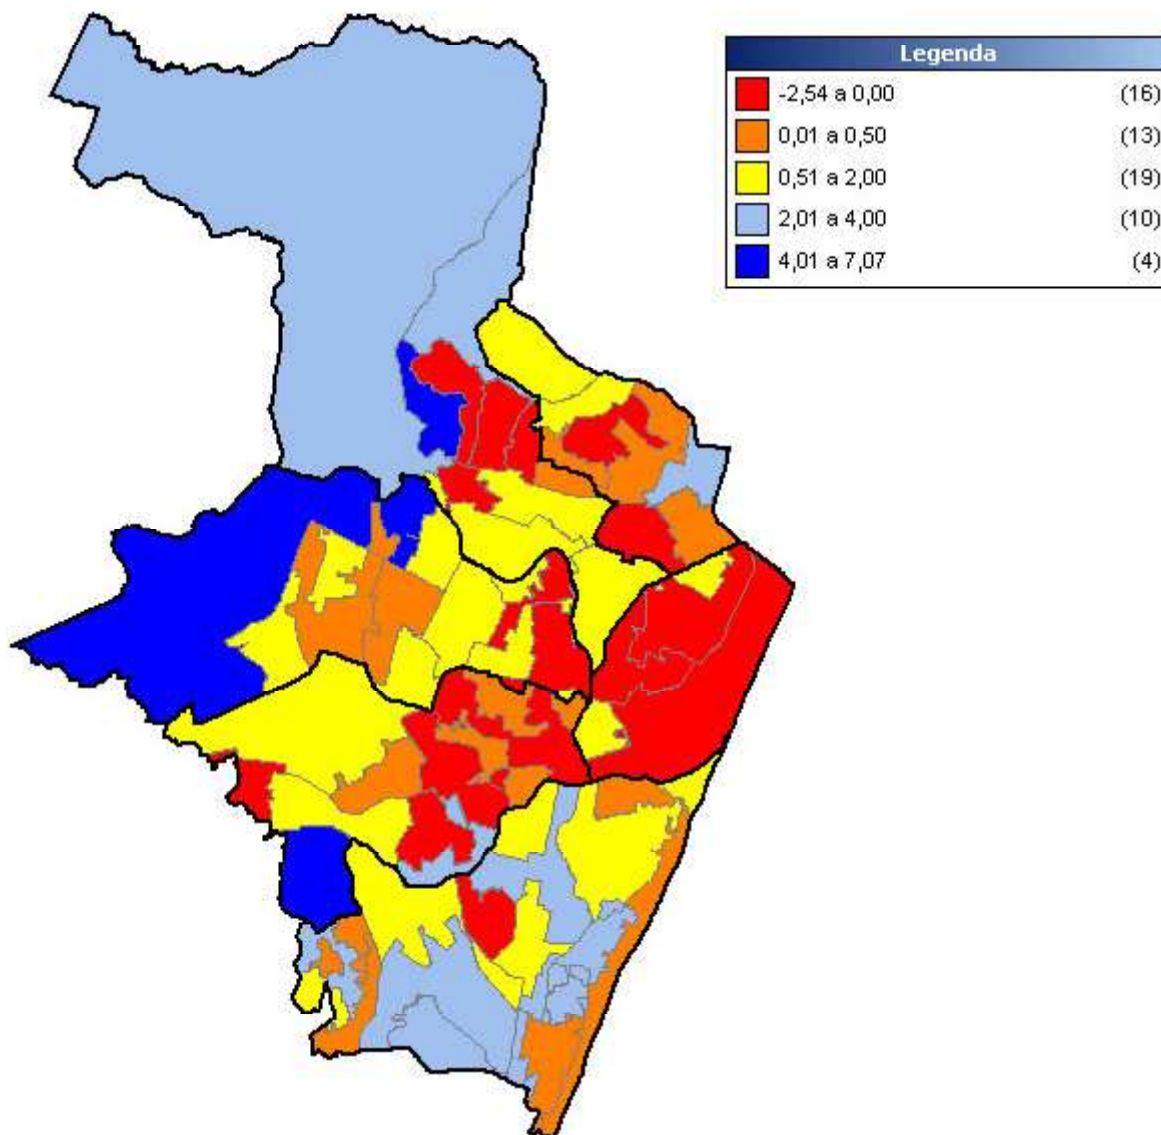 Legenda
-2,54 a 0,00 (16)
0,01 a 0,50 (13)
0,51 a 2,00 (19)
2,01 a 4,00 (10)
4,01 a 7,07 (4)